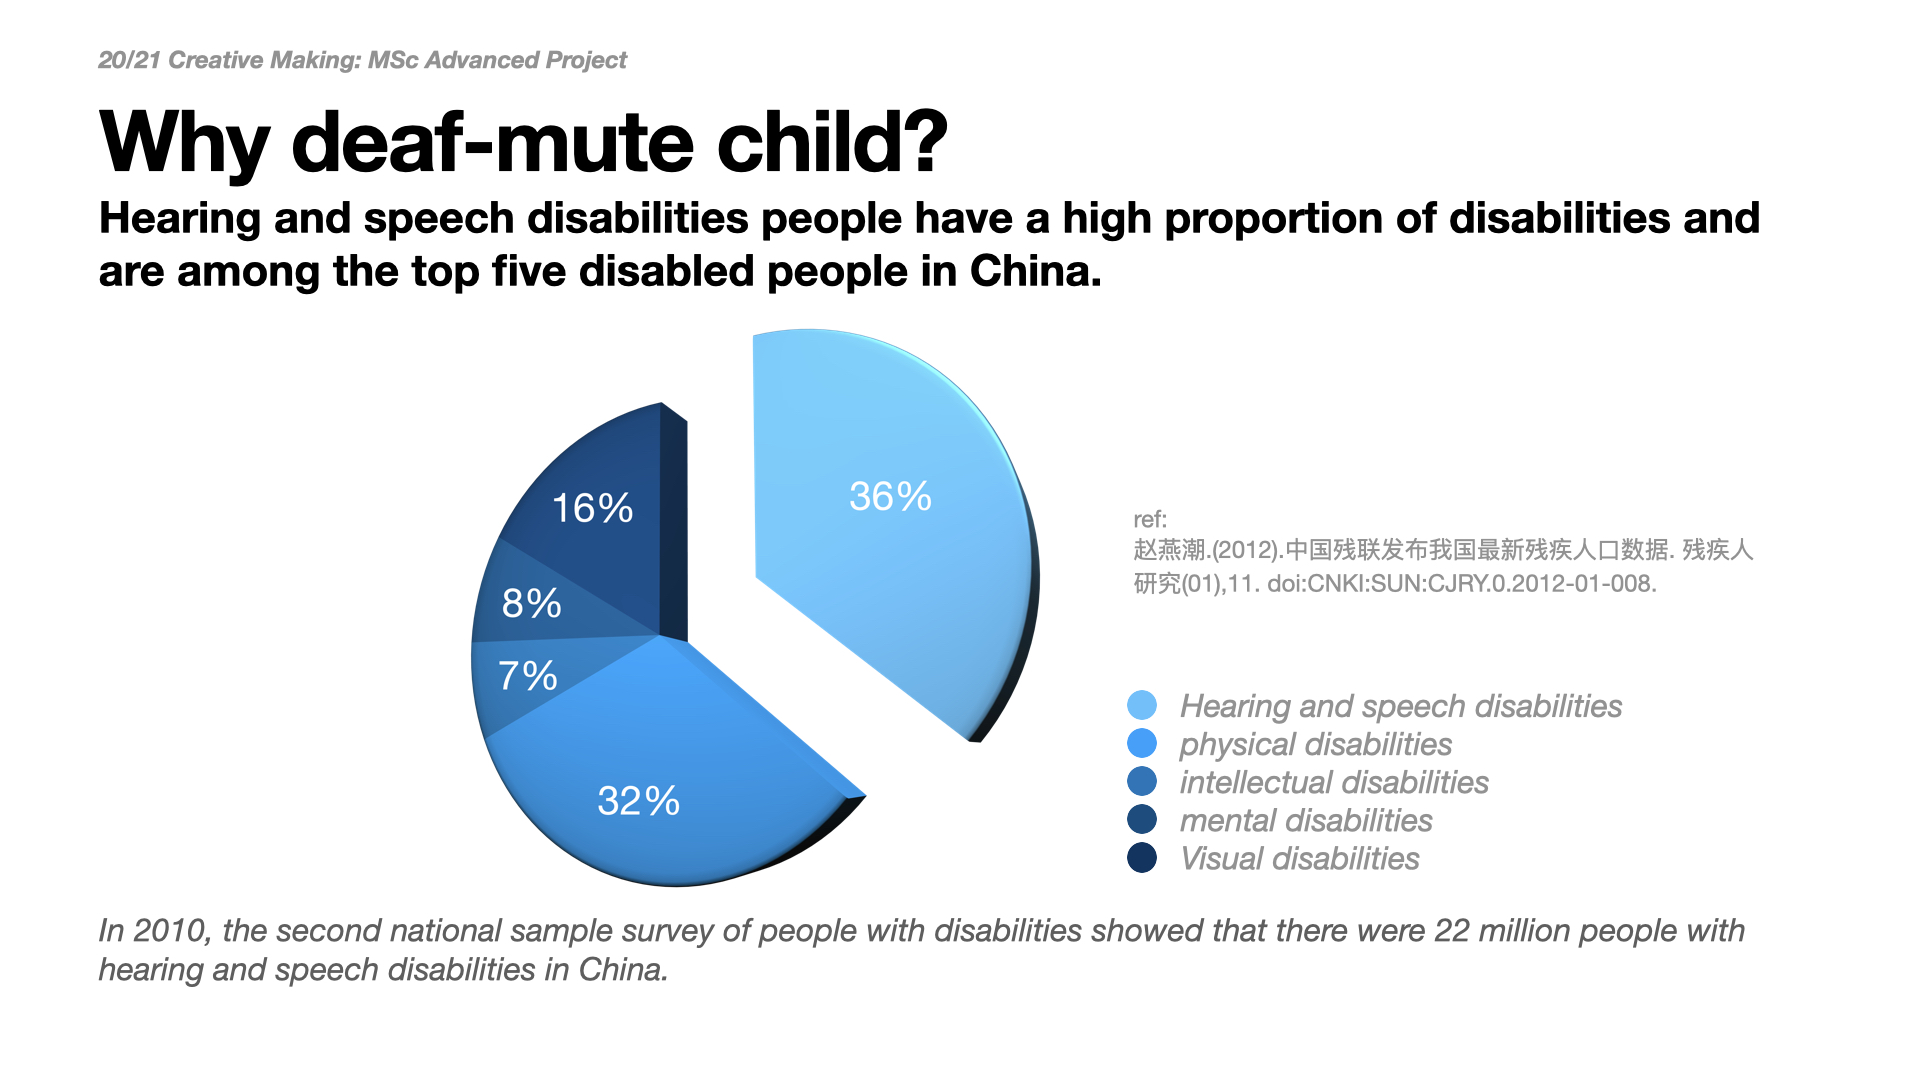 20/21 Creative Making: MSc Advanced Project
Why deaf-mute child?
Hearing and speech disabilities people have a high proportion of disabilities and
are among the top five disabled people in China.
36%
16%
8%
7%
32%
ref:
赵燕潮.(2012).中国残联发布我国最新残疾人口数据. 残疾人
研究(01),11. doi:CNKI:SUN:CJRY.0.2012-01-008.
Hearing and speech disabilities
physical disabilities
intellectual disabilities
mental disabilities
Visual disabilities
In 2010, the second national sample survey of people with disabilities showed that there were 22 million people with
hearing and speech disabilities in China.